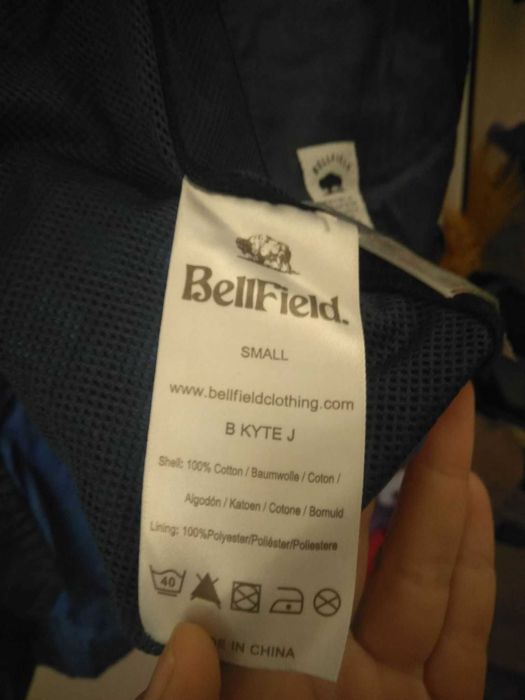 BELLFIELD
BellField.
SMALL
www.bellfieldclothing.com
B KYTE J
Shell: 100% Cotton / Baumwolle / Coton /
Algodón / Katoen / Cotone / Bomuld
Lining: 100%Polyester/Poliéster/Poliestere
40
E IN CHINA